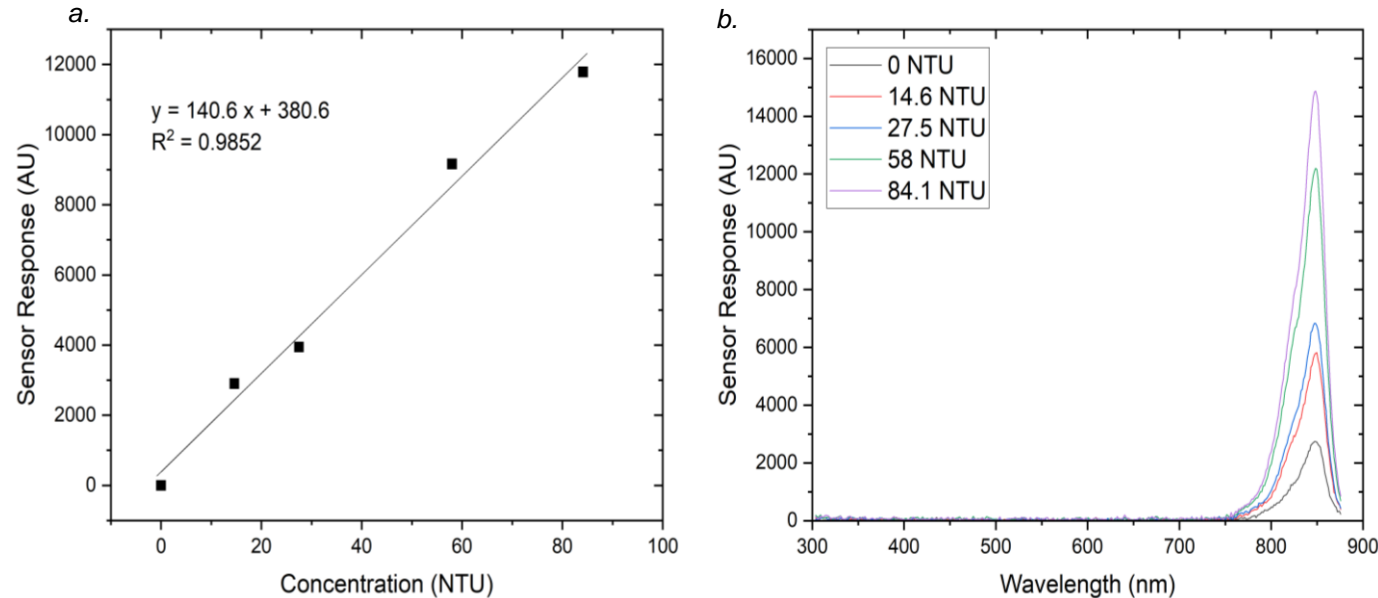 a.
y = 140.6 x + 380.6
R² = 0.9852
12000
10000
8000
6000
4000
2000
0
0 20 40 60 80 100
Sensor Response (AU)
Concentration (NTU)
b.
0 NTU
14.6 NTU
27.5 NTU
58 NTU
84.1 NTU
16000
14000
12000
10000
8000
6000
4000
2000
0
300 400 500 600 700 800 900
Sensor Response (AU)
Wavelength (nm)